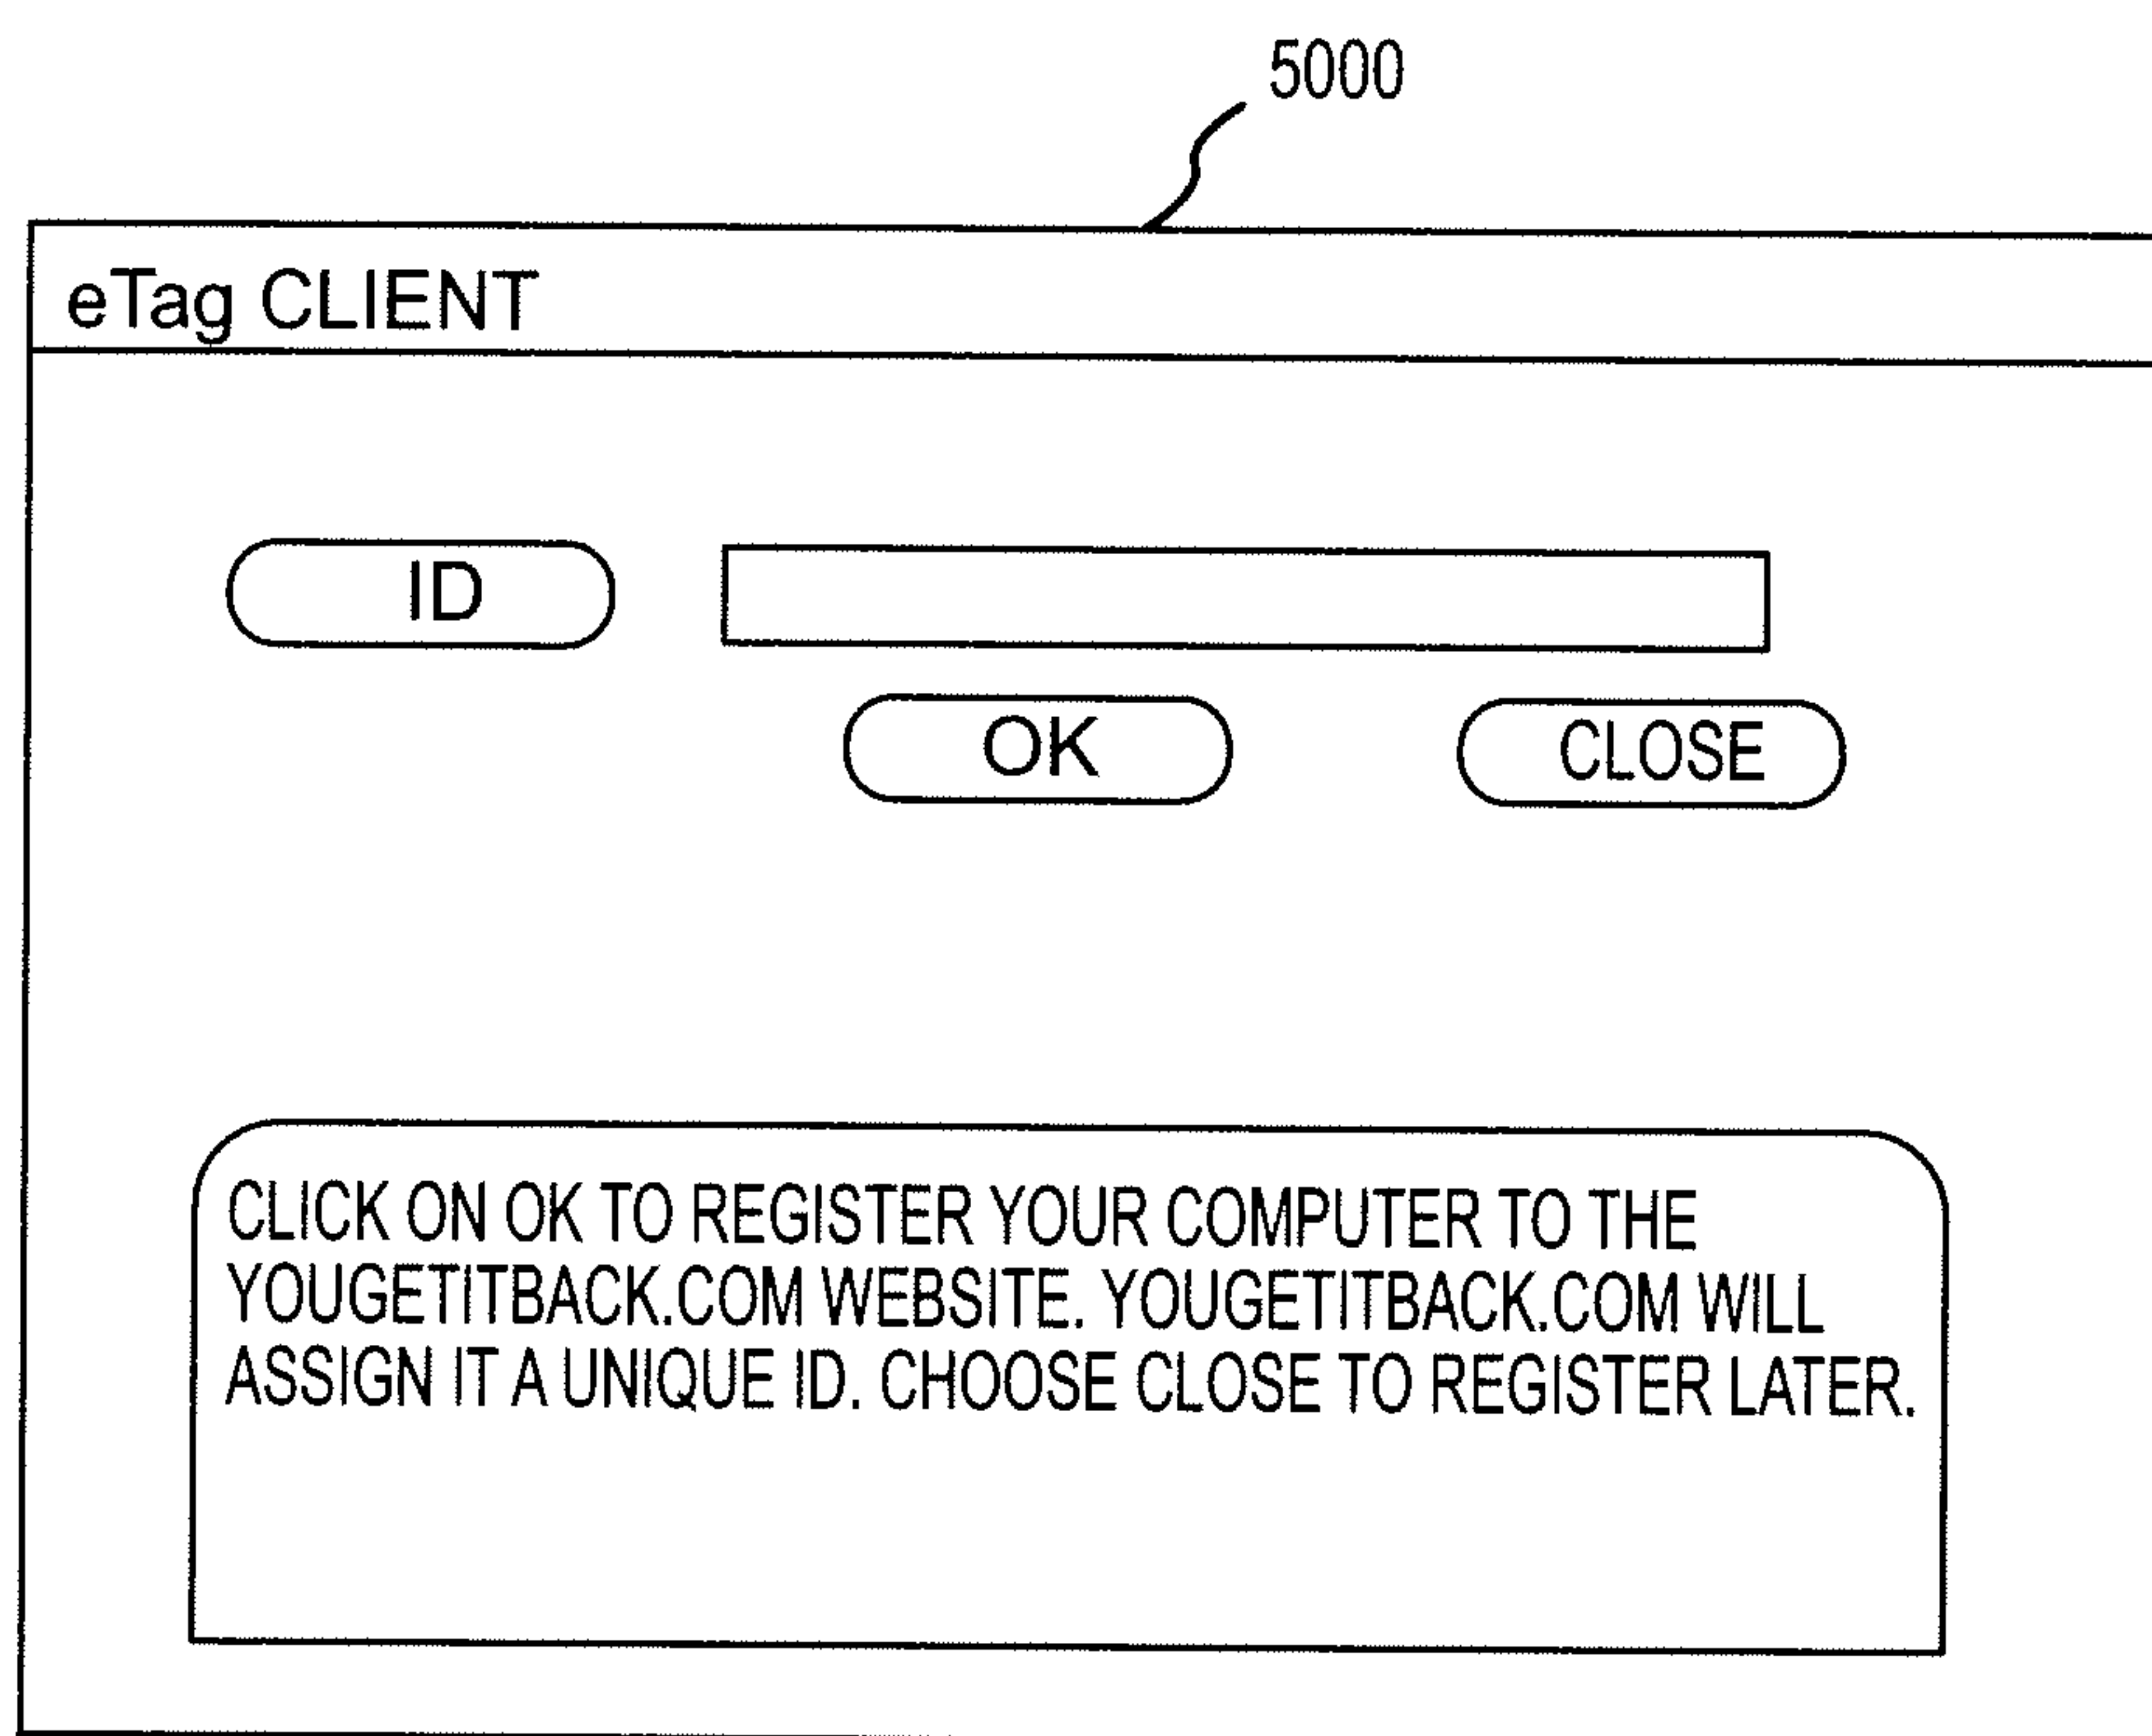 5000
eTag CLIENT
ID
OK CLOSE
CLICK ON OK TO REGISTER YOUR COMPUTER TO THE
YOUGETITBACK.COM WEBSITE. YOUGETITBACK.COM WILL
ASSIGN IT A UNIQUE ID. CHOOSE CLOSE TO REGISTER LATER.